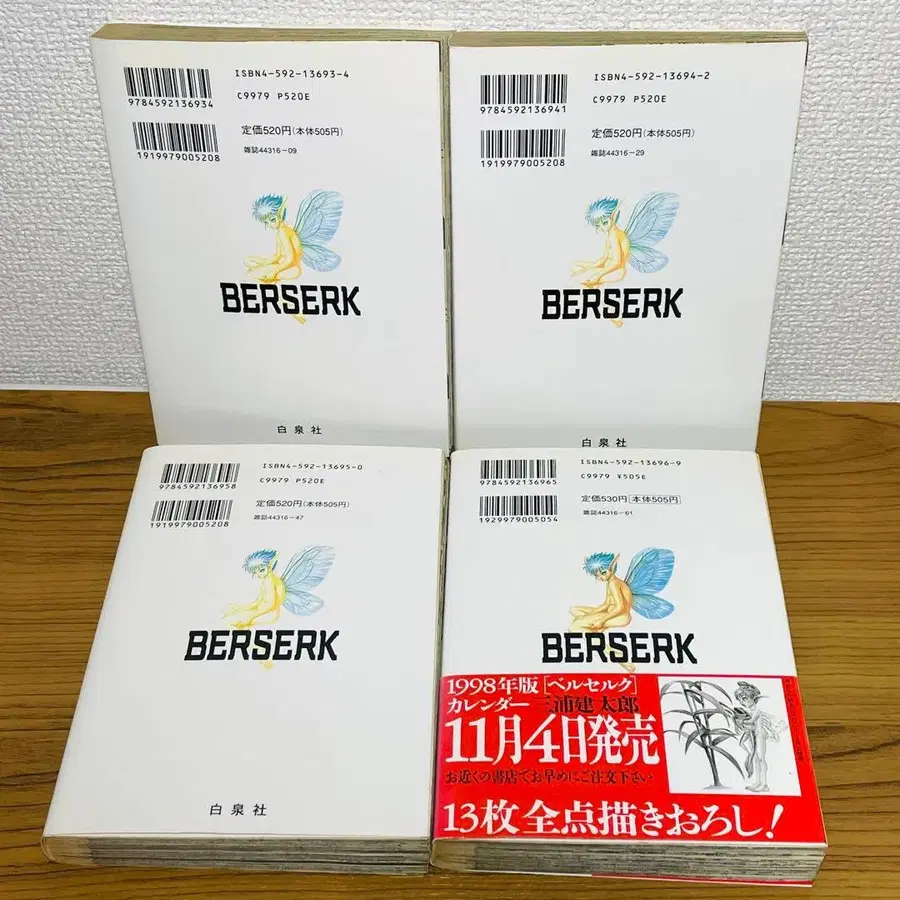 ISBN4-592-13693-4
9784592136934
C9979 P520E
定価520円(本体505円)
1919979005208
雑誌44316-09
BERSERK
白泉社
ISBN4-592-13694-2
9784592136941
C9979 P520E
定価520円(本体505円)
1919979005208
雑誌44316-29
BERSERK
白泉社
ISBN4-592-13695-0
9784592136958
C9979 P520E
定価520円(本体505円)
1919979005208
雑誌44316-47
BERSERK
白泉社
ISBN4-592-13696-9
9784592136965
C9979 ¥505E
定価530円 本体505円
1929979005054
雑誌44316-61
BERSERK
1998年版[ベルセルク]
カレンダー 三浦建太郎
11月4日発売
お近くの書店でお早めにご注文下さい
13枚全点描きおろし!